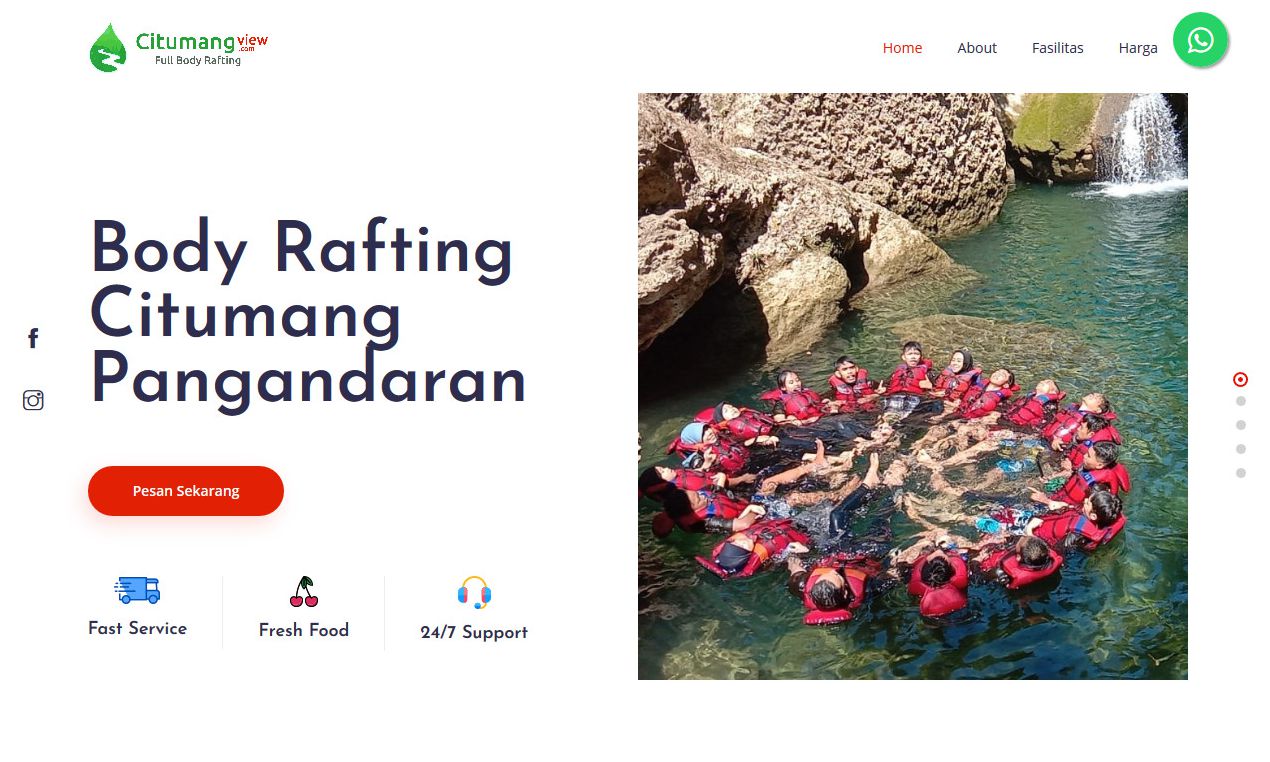 Citumang view
.com
Full Body Rafting
Home About Fasilitas Harga
Body Rafting
Citumang
Pangandaran
Pesan Sekarang
Fast Service
Fresh Food
24/7 Support